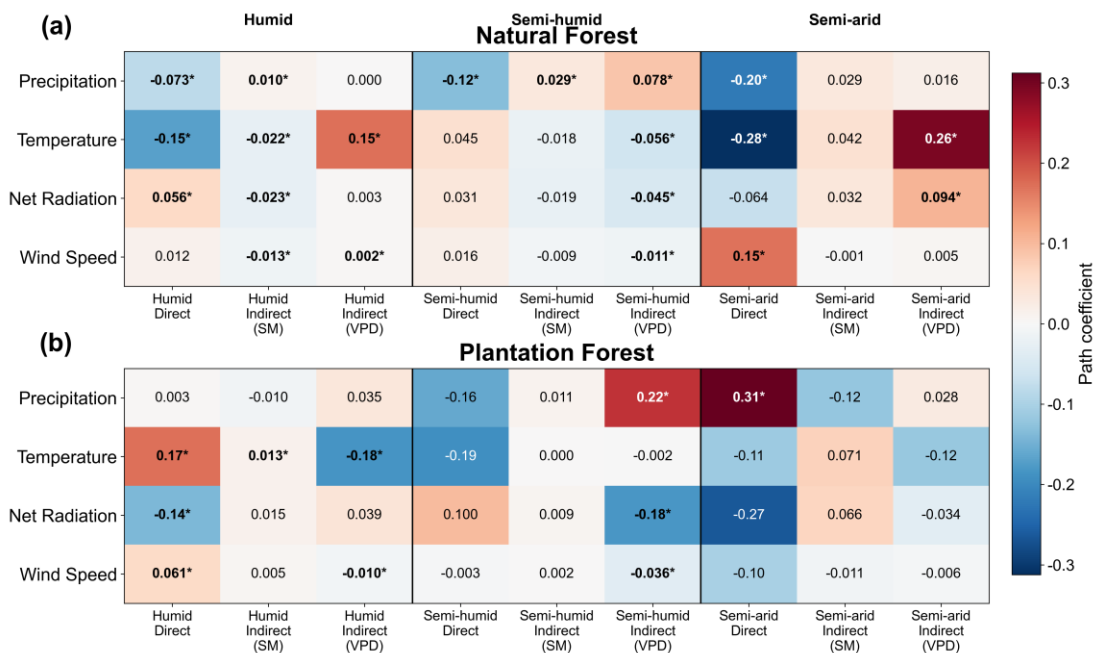 (a)
Humid Semi-humid Semi-arid
Natural Forest
Precipitation -0.073* 0.010* 0.000 -0.12* 0.029* 0.078* -0.20* 0.029 0.016
Temperature -0.15* -0.022* 0.15* 0.045 -0.018 -0.056* -0.28* 0.042 0.26*
Net Radiation 0.056* -0.023* 0.003 0.031 -0.019 -0.045* -0.064 0.032 0.094*
Wind Speed 0.012 -0.013* 0.002* 0.016 -0.009 -0.011* 0.15* -0.001 0.005
Humid Humid Humid Semi-humid Semi-humid Semi-humid Semi-arid Semi-arid Semi-arid
Direct Indirect Indirect Direct Indirect Indirect Direct Indirect Indirect
(SM) (VPD) (SM) (VPD) (SM) (VPD)
(b)
Plantation Forest
Precipitation 0.003 -0.010 0.035 -0.16 0.011 0.22* 0.31* -0.12 0.028
Temperature 0.17* 0.013* -0.18* -0.19 0.000 -0.002 -0.11 0.071 -0.12
Net Radiation -0.14* 0.015 0.039 0.100 0.009 -0.18* -0.27 0.066 -0.034
Wind Speed 0.061* 0.005 -0.010* -0.003 0.002 -0.036* -0.10 -0.011 -0.006
Humid Humid Humid Semi-humid Semi-humid Semi-humid Semi-arid Semi-arid Semi-arid
Direct Indirect Indirect Direct Indirect Indirect Direct Indirect Indirect
(SM) (VPD) (SM) (VPD) (SM) (VPD)
0.3
0.2
0.1
0.0
-0.1
-0.2
-0.3
Path coefficient